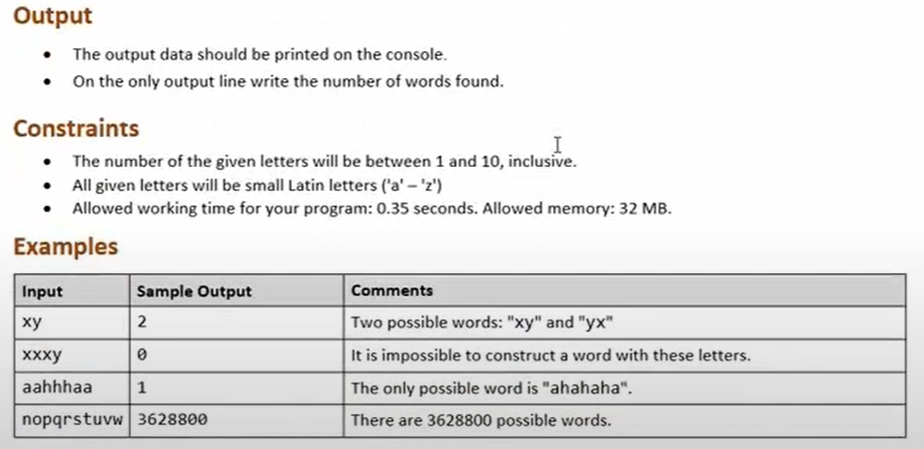 Output
• The output data should be printed on the console.
• On the only output line write the number of words found.
Constraints
• The number of the given letters will be between 1 and 10, inclusive.
• All given letters will be small Latin letters ('a' – 'z')
• Allowed working time for your program: 0.35 seconds. Allowed memory: 32 MB.
Examples
Input Sample Output Comments
xy 2 Two possible words: "xy" and "yx"
xxxy 0 It is impossible to construct a word with these letters.
aahhhaa 1 The only possible word is "ahahaha".
nopqrstuvw 3628800 There are 3628800 possible words.